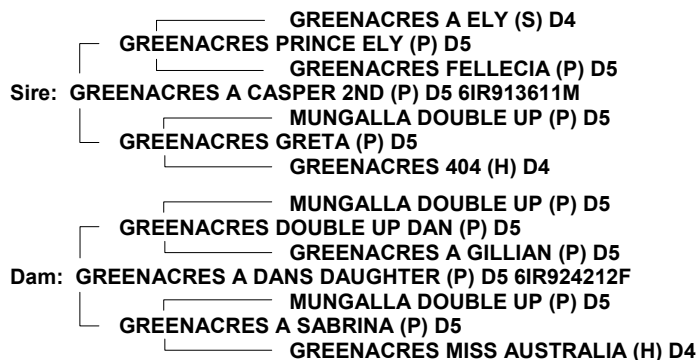 GREENACRES A ELY (S) D4
GREENACRES PRINCE ELY (P) D5
GREENACRES FELLECIA (P) D5
Sire: GREENACRES A CASPER 2ND (P) D5 6IR913611M
MUNGALLA DOUBLE UP (P) D5
GREENACRES GRETA (P) D5
GREENACRES 404 (H) D4
MUNGALLA DOUBLE UP (P) D5
GREENACRES DOUBLE UP DAN (P) D5
GREENACRES A GILLIAN (P) D5
Dam: GREENACRES A DANS DAUGHTER (P) D5 6IR924212F
MUNGALLA DOUBLE UP (P) D5
GREENACRES A SABRINA (P) D5
GREENACRES MISS AUSTRALIA (H) D4